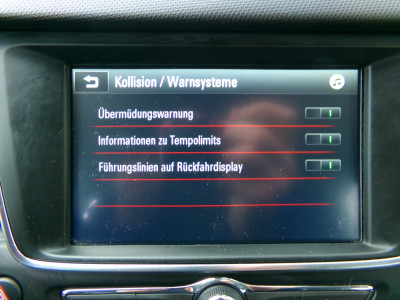 Kollision / Warnsysteme
Übermüdungswarnung
Informationen zu Tempolimits
Führungslinien auf Rückfahrdisplay